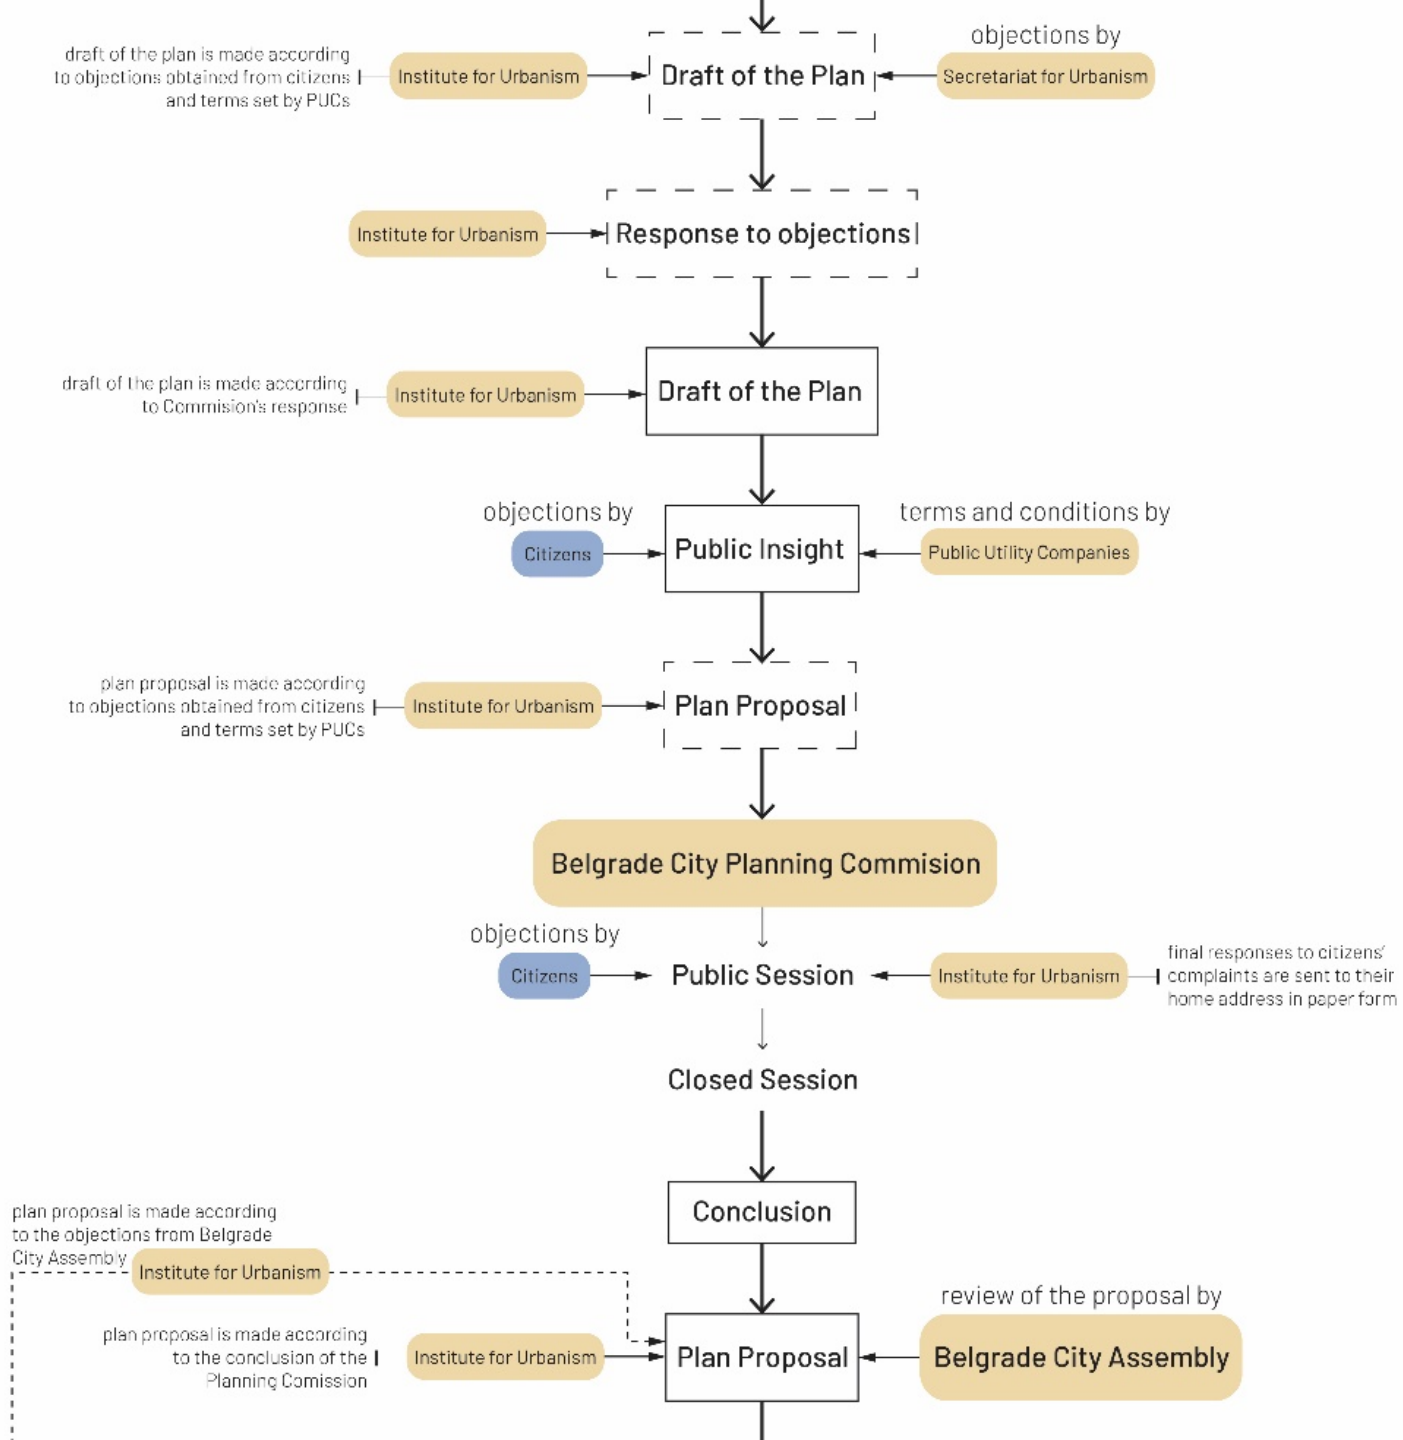 objections by
draft of the plan is made according
to objections obtained from citizens
and terms set by PUCs
Institute for Urbanism
Draft of the Plan
Secretariat for Urbanism
Institute for Urbanism
Response to objections
draft of the plan is made according
to Commision's response
Institute for Urbanism
Draft of the Plan
objections by
Citizens
Public Insight
terms and conditions by
Public Utility Companies
plan proposal is made according
to objections obtained from citizens
and terms set by PUCs
Institute for Urbanism
Plan Proposal
Belgrade City Planning Commision
objections by
Citizens
Public Session
Institute for Urbanism
final responses to citizens'
complaints are sent to their
home address in paper form
Closed Session
Conclusion
plan proposal is made according
to the objections from Belgrade
City Assembly
Institute for Urbanism
plan proposal is made according
to the conclusion of the
Planning Comission
Institute for Urbanism
Plan Proposal
review of the proposal by
Belgrade City Assembly